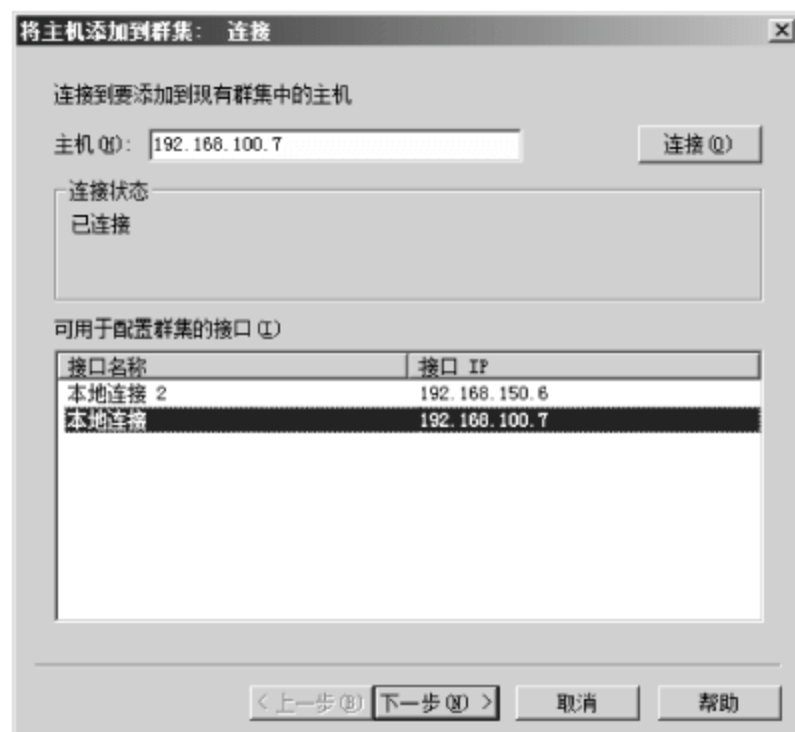 将主机添加到群集: 连接
连接到要添加到现有群集中的主机
主机(H): 192.168.100.7 连接(O)
连接状态
已连接
可用于配置群集的接口(I)
接口名称 接口 IP
本地连接 2 192.168.150.6
本地连接 192.168.100.7
< 上一步(B) 下一步(N) > 取消 帮助